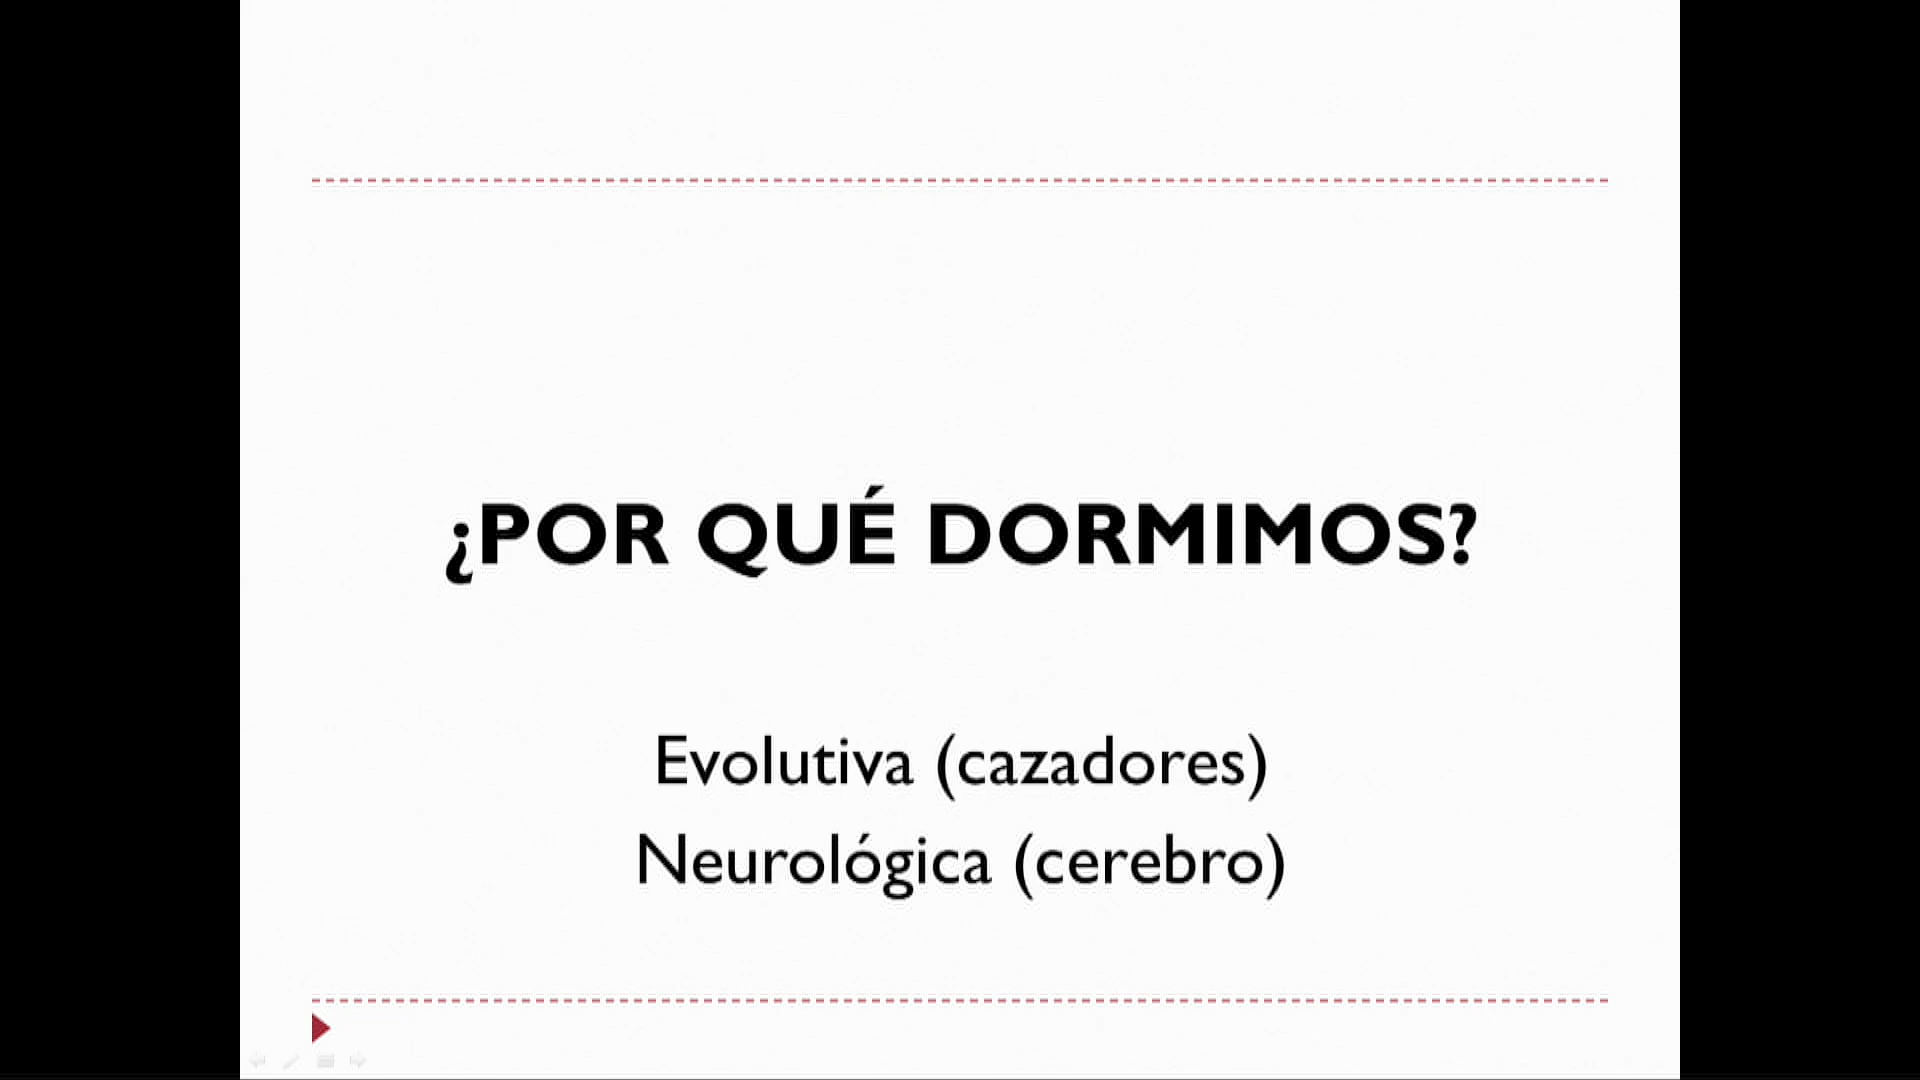 ¿POR QUÉ DORMIMOS?
Evolutiva (cazadores)
Neurológica (cerebro)